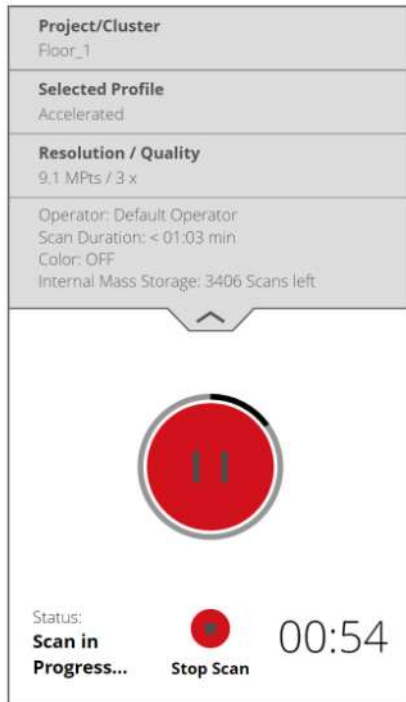 Project/Cluster
Floor_1
Selected Profile
Accelerated
Resolution / Quality
9.1 MPts / 3 x
Operator: Default Operator
Scan Duration: < 01:03 min
Color: OFF
Internal Mass Storage: 3406 Scans left
Status:
Scan in
Progress...
Stop Scan
00:54